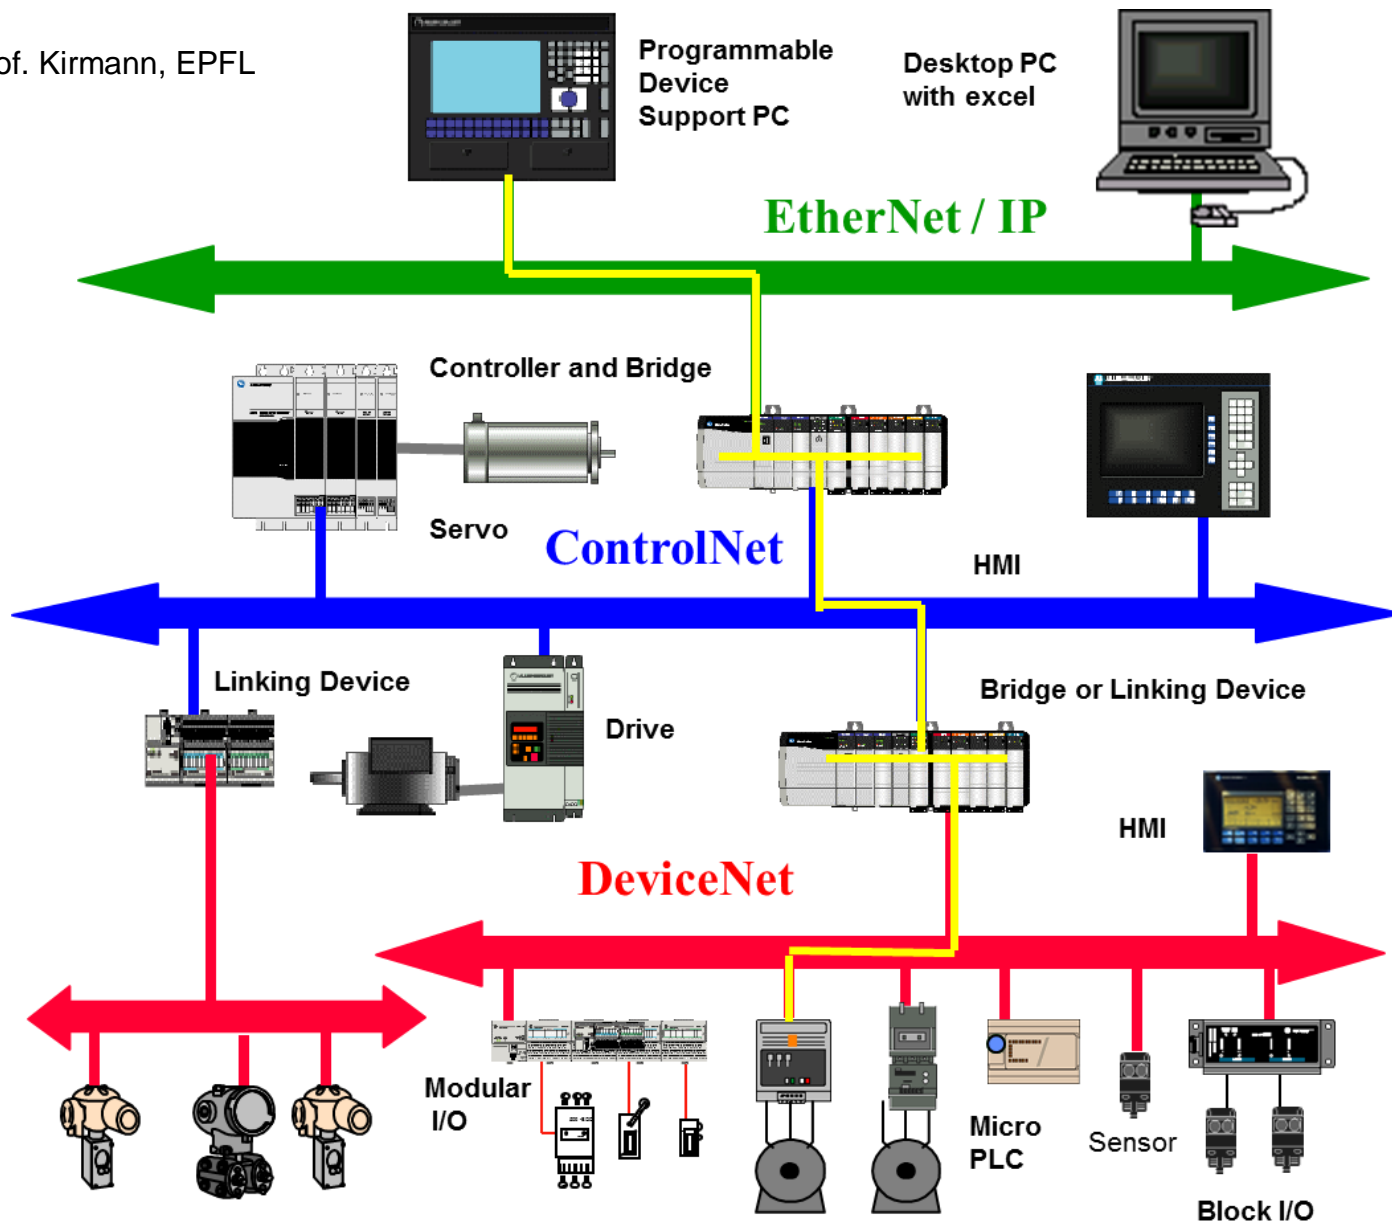 of. Kirmann, EPFL
Programmable
Device
Support PC
Desktop PC
with excel
EtherNet / IP
Controller and Bridge
Servo
ControlNet
HMI
Linking Device
Drive
Bridge or Linking Device
HMI
DeviceNet
Modular
I/O
Micro
PLC
Sensor
Block I/O